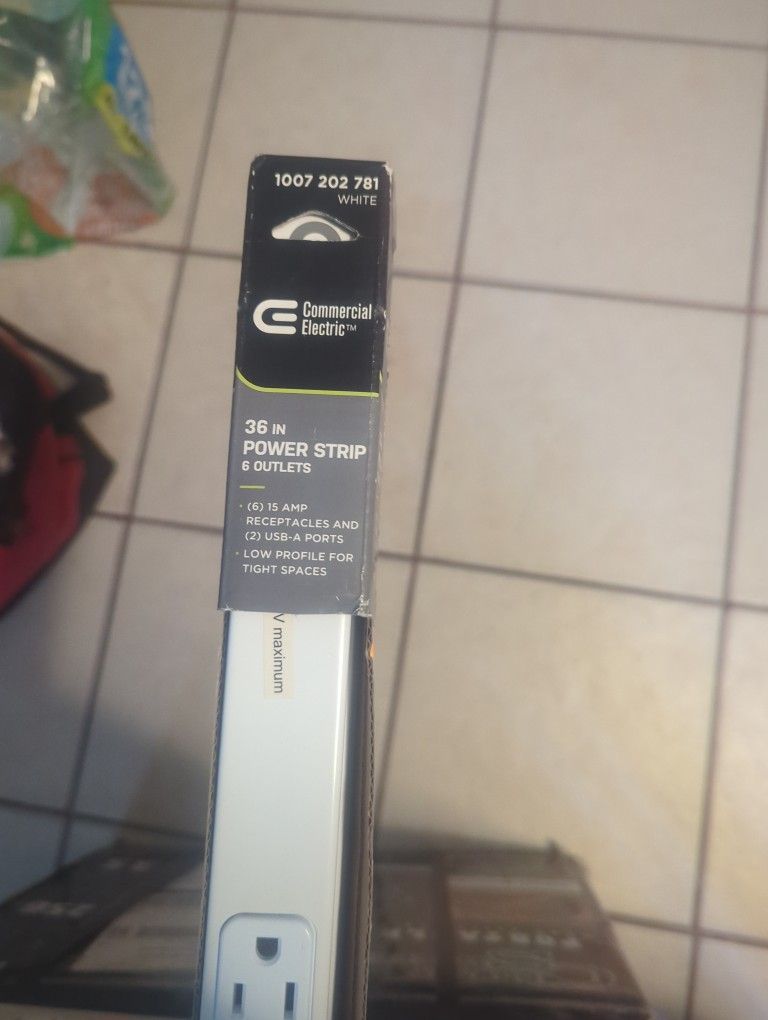 1007 202 781
WHITE
Commercial
Electric™
36 IN
POWER STRIP
6 OUTLETS
• (6) 15 AMP
RECEPTACLES AND
(2) USB-A PORTS
• LOW PROFILE FOR
TIGHT SPACES
V maximum